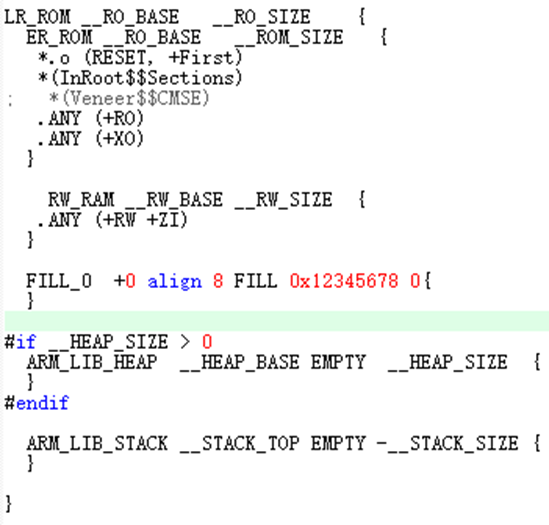 LR_ROM __RO_BASE __RO_SIZE {
ER_ROM __RO_BASE __ROM_SIZE {
*.o (RESET, +First)
*(InRoot$$Sections)
; *(Veneer$$CMSE)
.ANY (+RO)
.ANY (+XO)
}
RW_RAM __RW_BASE __RW_SIZE {
.ANY (+RW +ZI)
}
FILL_0 +0 align 8 FILL 0x12345678 0{
}
#if __HEAP_SIZE > 0
ARM_LIB_HEAP __HEAP_BASE EMPTY __HEAP_SIZE {
}
#endif
ARM_LIB_STACK __STACK_TOP EMPTY -__STACK_SIZE {
}
}